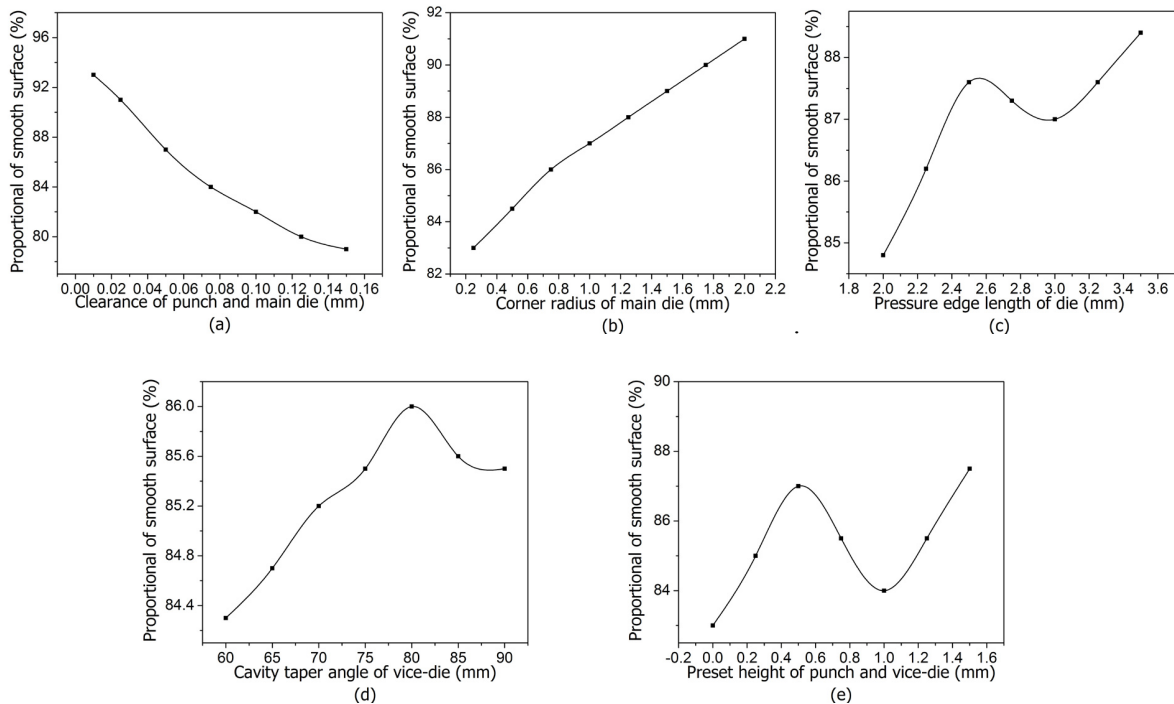 Proportional of smooth surface (%)
96
92
88
84
80
0.00 0.02 0.04 0.06 0.08 0.10 0.12 0.14 0.16
Clearance of punch and main die (mm)
(a)
Proportional of smooth surface (%)
92
90
88
86
84
82
0.2 0.4 0.6 0.8 1.0 1.2 1.4 1.6 1.8 2.0 2.2
Corner radius of main die (mm)
(b)
Proportional of smooth surface (%)
88
87
86
85
1.8 2.0 2.2 2.4 2.6 2.8 3.0 3.2 3.4 3.6
Pressure edge length of die (mm)
(c)
Proportional of smooth surface (%)
86.0
85.6
85.2
84.8
84.4
60 65 70 75 80 85 90
Cavity taper angle of vice-die (mm)
(d)
Proportional of smooth surface (%)
90
88
86
84
-0.2 0.0 0.2 0.4 0.6 0.8 1.0 1.2 1.4 1.6
Preset height of punch and vice-die (mm)
(e)